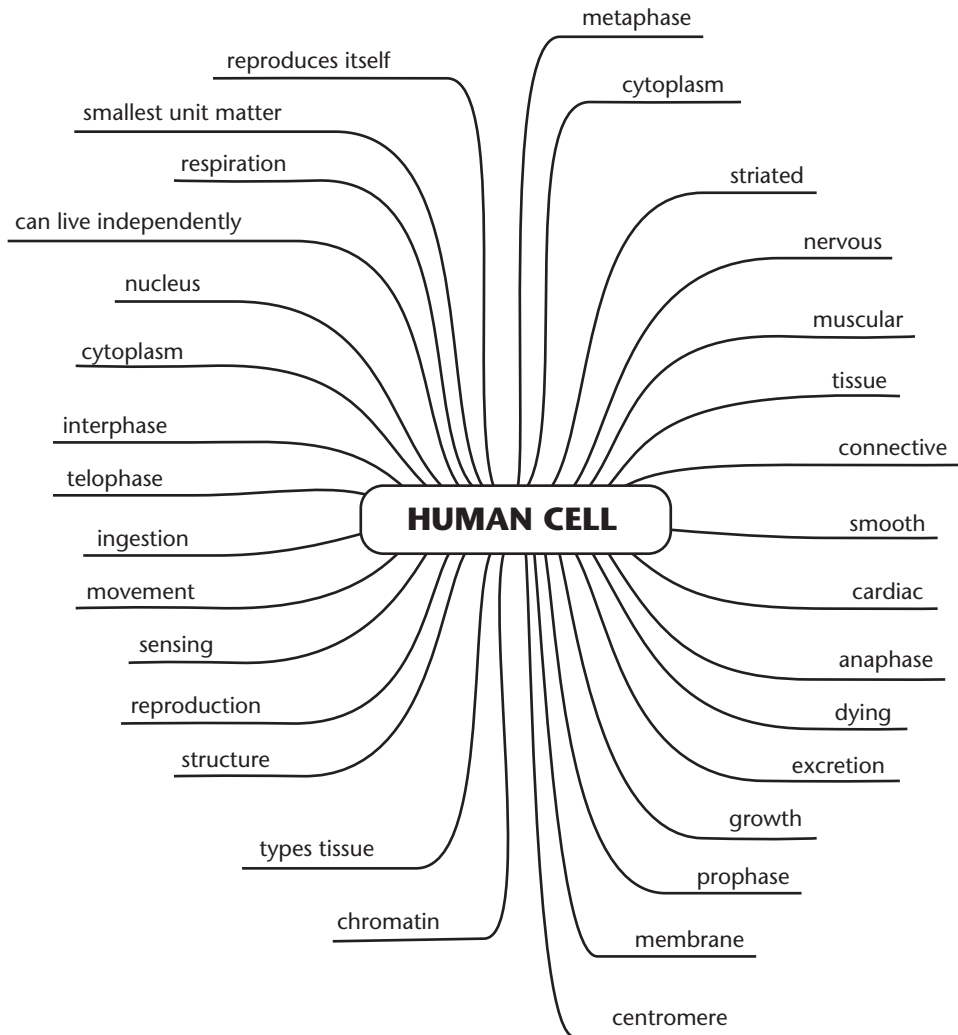 metaphase
reproduces itself
cytoplasm
smallest unit matter
respiration
striated
can live independently
nervous
nucleus
muscular
cytoplasm
tissue
interphase
connective
telophase
HUMAN CELL
smooth
ingestion
movement
cardiac
sensing
anaphase
reproduction
dying
structure
excretion
growth
types tissue
prophase
chromatin
membrane
centromere